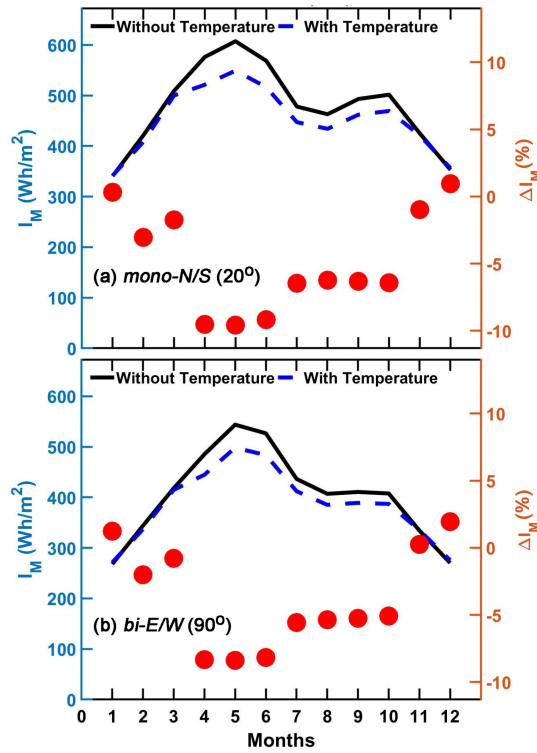 Without Temperature With Temperature
600
500
400
300
200
100
0
I_M (Wh/m²)
10
5
0
-5
-10
ΔI_M(%)
(a) mono-N/S (20⁰)
Without Temperature With Temperature
600
500
400
300
200
100
0
I_M (Wh/m²)
10
5
0
-5
-10
ΔI_M(%)
(b) bi-E/W (90⁰)
0 1 2 3 4 5 6 7 8 9 10 11 12
Months